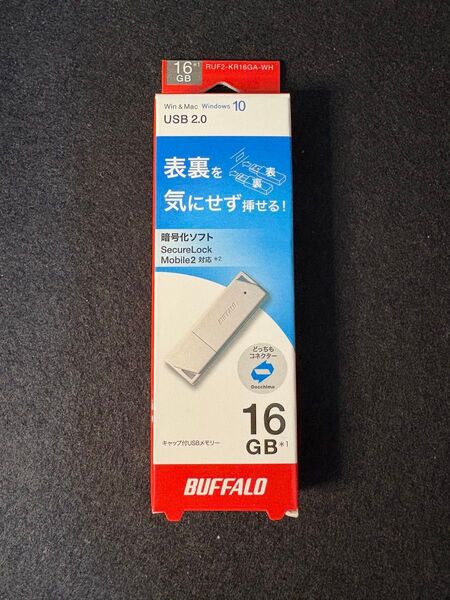 16*1
GB
RUF2-KR16GA-WH
Win & Mac Windows 10
USB 2.0
表裏を
表
裏
気にせず挿せる!
暗号化ソフト
SecureLock
Mobile2 対応 *2
BUFFALO
どっちも
コネクター
Docchimo
16
GB*1
キャップ付USBメモリー
BUFFALO